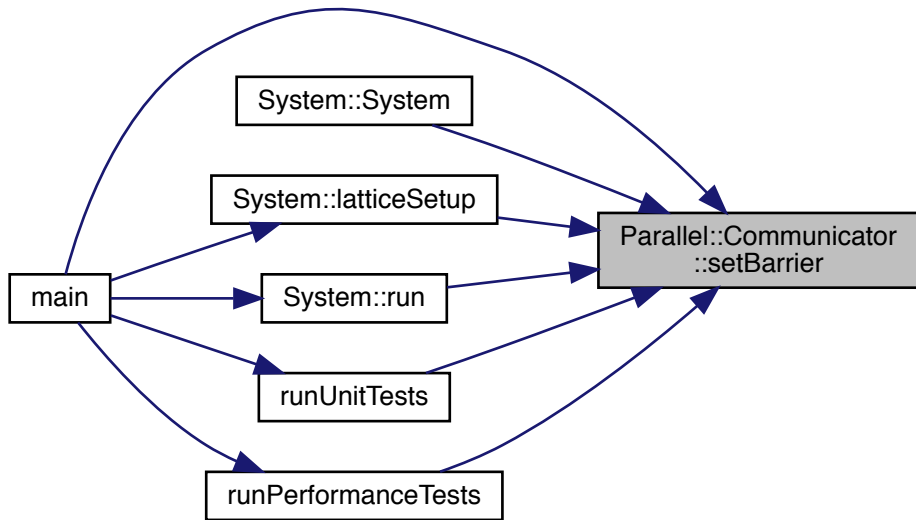 System::System
System::latticeSetup
Parallel::Communicator
::setBarrier
main
System::run
runUnitTests
runPerformanceTests